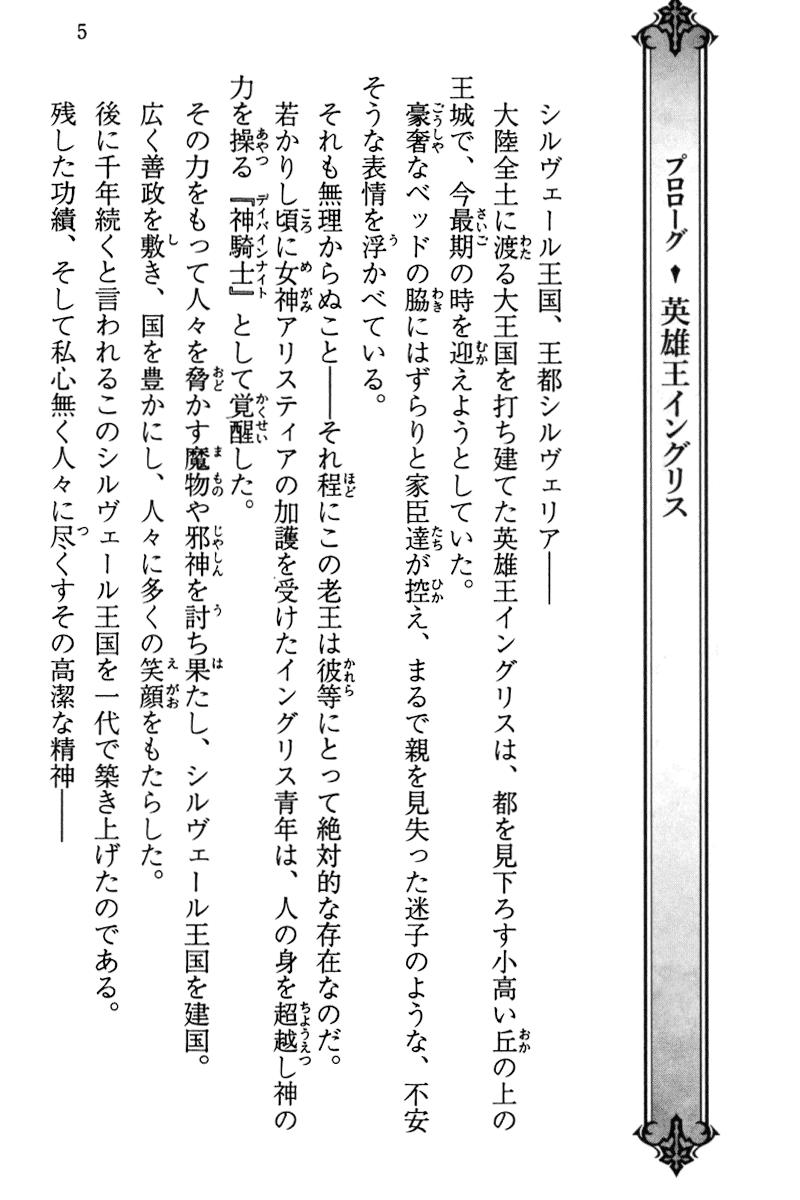 プロローグ 英雄王イングリス
シルヴェール王国、王都シルヴェリア――
大陸全土に渡る大王国を打ち建てた英雄王イングリスは、都を見下ろす小高い丘の上の
王城で、今最期の時を迎えようとしていた。
豪奢なベッドの脇にはずらりと家臣達が控え、まるで親を見失った迷子のような、不安
そうな表情を浮かべている。
それも無理からぬこと――それ程にこの老王は彼等にとって絶対的な存在なのだ。
若かりし頃に女神アリスティアの加護を受けたイングリス青年は、人の身を超越し神の
力を操る『神騎士』として覚醒した。
その力をもって人々を脅かす魔物や邪神を討ち果たし、シルヴェール王国を建国。
広く善政を敷き、国を豊かにし、人々に多くの笑顔をもたらした。
後に千年続くと言われるこのシルヴェール王国を一代で築き上げたのである。
残した功績、そして私心無く人々に尽くすその高潔な精神――
5